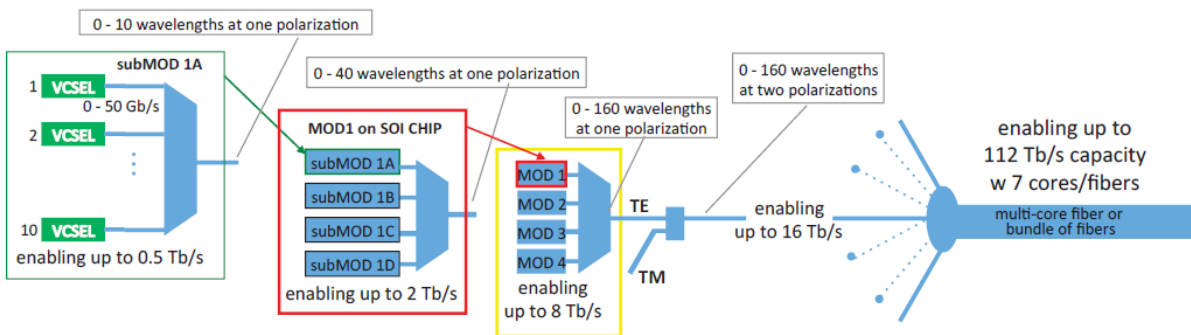 0 - 10 wavelengths at one polarization
subMOD 1A
1 VCSEL
0 - 50 Gb/s
2 VCSEL
10 VCSEL
enabling up to 0.5 Tb/s
0 - 40 wavelengths at one polarization
MOD1 on SOI CHIP
subMOD 1A
subMOD 1B
subMOD 1C
subMOD 1D
enabling up to 2 Tb/s
0 - 160 wavelengths
at one polarization
MOD 1
MOD 2
MOD 3
MOD 4
enabling
up to 8 Tb/s
TE
TM
0 - 160 wavelengths
at two polarizations
enabling
up to 16 Tb/s
enabling up to
112 Tb/s capacity
w 7 cores/fibers
multi-core fiber or
bundle of fibers